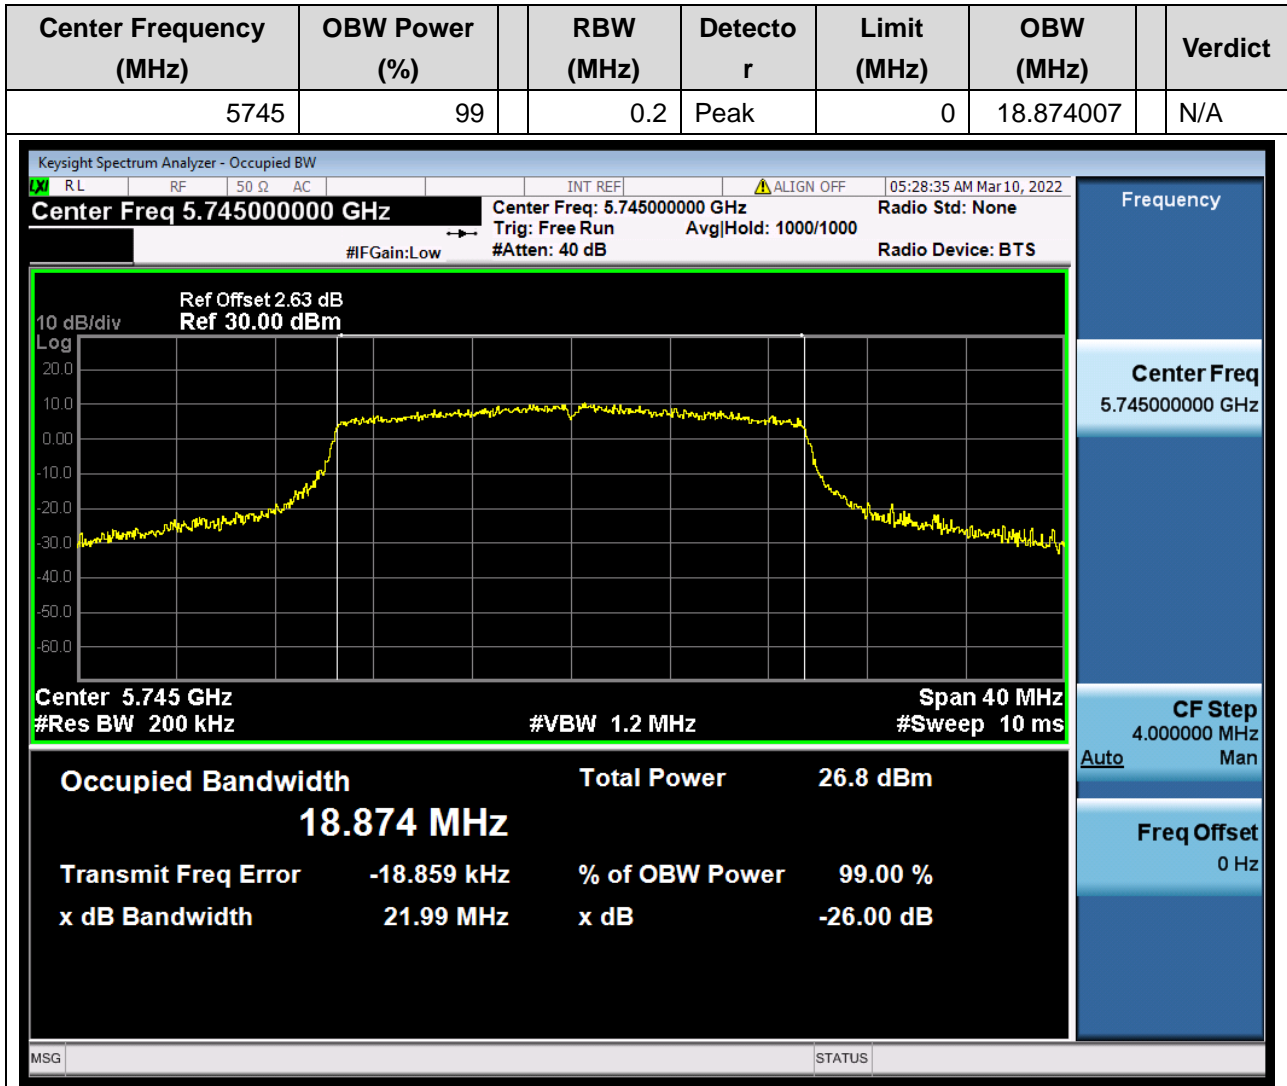 Center Frequency (MHz) OBW Power (%) RBW (MHz) Detector Limit (MHz) OBW (MHz) Verdict
5745 99 0.2 Peak 0 18.874007 N/A
Keysight Spectrum Analyzer - Occupied BW
LXI RL RF 50 Ω AC INT REF ALIGN OFF 05:28:35 AM Mar 10, 2022
Center Freq 5.745000000 GHz
Center Freq: 5.745000000 GHz
Radio Std: None
Trig: Free Run Avg|Hold: 1000/1000
#IFGain:Low #Atten: 40 dB Radio Device: BTS
Ref Offset 2.63 dB
10 dB/div Ref 30.00 dBm
Log
20.0
10.0
0.00
-10.0
-20.0
-30.0
-40.0
-50.0
-60.0
Center 5.745 GHz Span 40 MHz
#Res BW 200 kHz #VBW 1.2 MHz #Sweep 10 ms
Occupied Bandwidth Total Power 26.8 dBm
18.874 MHz
Transmit Freq Error -18.859 kHz % of OBW Power 99.00 %
x dB Bandwidth 21.99 MHz x dB -26.00 dB
MSG STATUS
Frequency
Center Freq
5.745000000 GHz
CF Step
4.000000 MHz
Auto Man
Freq Offset
0 Hz